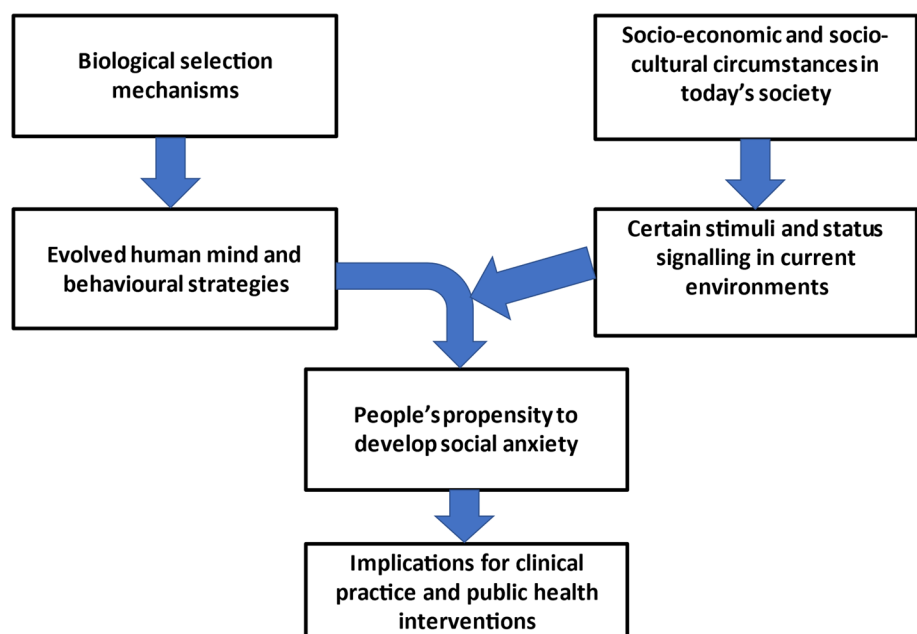 Biological selection
mechanisms
Socio-economic and socio-
cultural circumstances in
today's society
Evolved human mind and
behavioural strategies
Certain stimuli and status
signalling in current
environments
People's propensity to
develop social anxiety
Implications for clinical
practice and public health
interventions